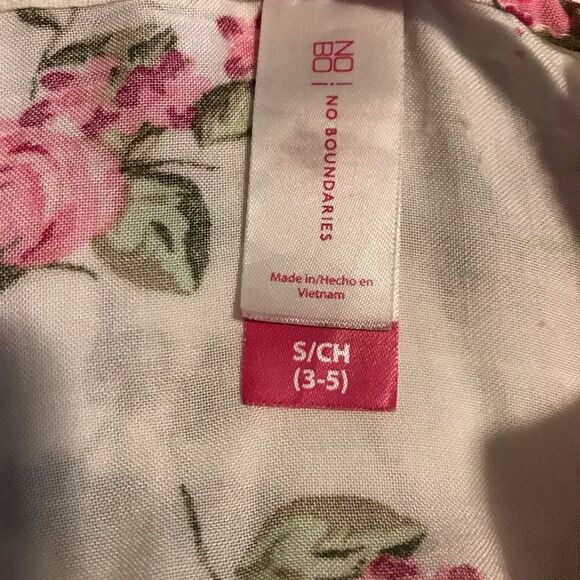 NO
BO
NO BOUNDARIES
Made in/Hecho en
Vietnam
S/CH
(3-5)